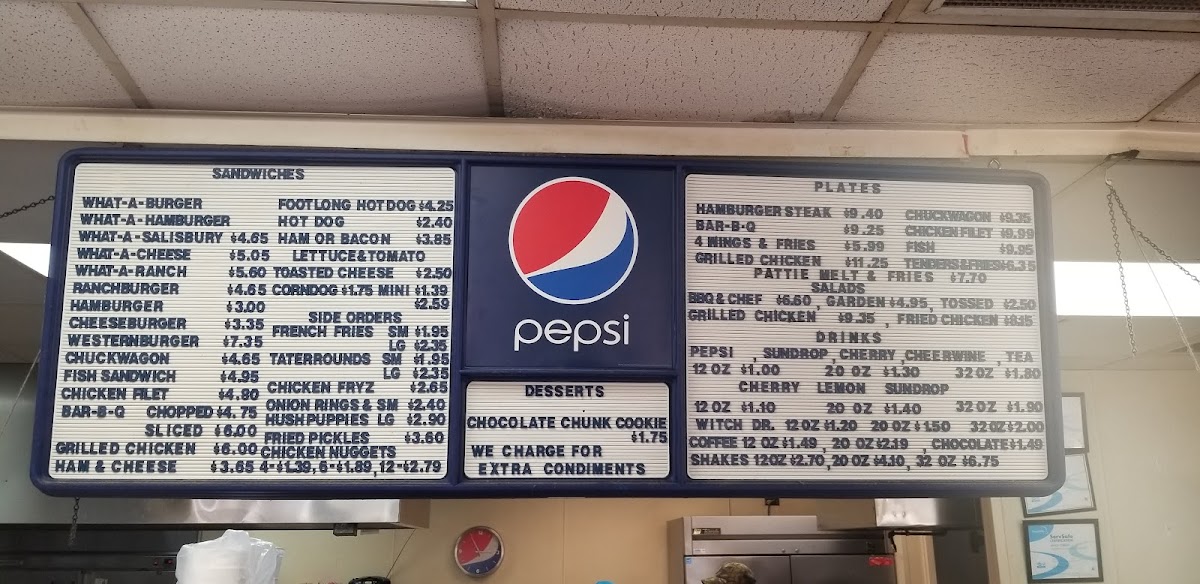 SANDWICHES
WHAT-A-BURGER
WHAT-A-HAMBURGER
WHAT-A-SALISBURY $4.65
WHAT-A-CHEESE $5.05
WHAT-A-RANCH $5.60
RANCHBURGER $4.65
HAMBURGER $3.00
CHEESEBURGER $3.35
WESTERNBURGER $7.35
CHUCKWAGON $4.65
FISH SANDWICH $4.95
CHICKEN FILET $4.80
BAR-B-Q CHOPPED $4.75
SLICED $6.00
GRILLED CHICKEN $6.00
HAM & CHEESE $3.65
FOOTLONG HOT DOG $4.25
HOT DOG $2.40
HAM OR BACON $3.85
LETTUCE & TOMATO
TOASTED CHEESE $2.50
CORNDOG $1.75 MINI $1.39
$2.59
SIDE ORDERS
FRENCH FRIES SM $1.95
LG $2.35
TATERROUNDS SM $1.95
LG $2.35
CHICKEN FRYZ $2.65
ONION RINGS & SM $2.40
HUSHPUPPIES LG $2.90
FRIED PICKLES $3.60
CHICKEN NUGGETS
4-$1.39, 6-$1.89, 12-$2.79
pepsi
DESSERTS
CHOCOLATE CHUNK COOKIE
$1.75
WE CHARGE FOR
EXTRA CONDIMENTS
PLATES
HAMBURGER STEAK $9.40 CHUCKWAGON $9.35
BAR-B-Q $9.25 CHICKEN FILET $9.99
4 WINGS & FRIES $5.99 FISH $9.95
GRILLED CHICKEN $11.25 TENDERS & FRIES $6.35
PATTIE MELT & FRIES $7.70
SALADS
BBQ & CHEF $6.60, GARDEN $4.95, TOSSED $2.50
GRILLED CHICKEN $9.35, FRIED CHICKEN $8.15
DRINKS
PEPSI , SUNDROP , CHERRY , CHEERWINE , TEA
12 OZ $1.00 20 OZ $1.30 32 OZ $1.80
CHERRY LEMON SUNDROP
12 OZ $1.10 20 OZ $1.40 32 OZ $1.90
WITCH DR. 12 OZ $1.20 20 OZ $1.50 32 OZ $2.00
COFFEE 12 OZ $1.49, 20 OZ $2.19 , CHOCOLATE $1.49
SHAKES 12 OZ $2.70, 20 OZ $4.10, 32 OZ $6.75